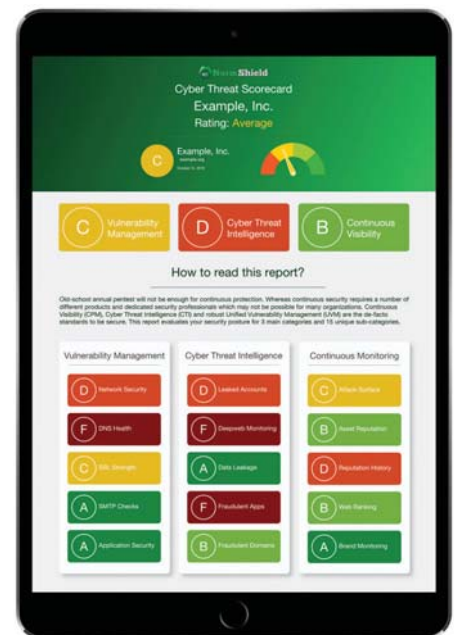 NormShield
Cyber Threat Scorecard
Example, Inc.
Rating: Average
C
Example, Inc.
example.org
C
Vulnerability
Management
D
Cyber Threat
Intelligence
B
Continuous
Visibility
How to read this report?
Old-school annual pentest will not be enough for continuous protection. Whereas continuous security requires a number of
different products and dedicated security professionals which may not be possible for many organizations. Continuous
Visibility (CPM), Cyber Threat Intelligence (CTI) and robust Unified Vulnerability Management (UVM) are the de-facto
standards to be secure. This report evaluates your security posture for 3 main categories and 15 unique sub-categories.
Vulnerability Management
D Network Security
F DNS Health
C SSL Strength
A SMTP Checks
A Application Security
Cyber Threat Intelligence
D Leaked Accounts
F Deepweb Monitoring
A Data Leakage
F Fraudulent Apps
B Fraudulent Domains
Continuous Monitoring
C Attack Surface
B Asset Reputation
D Reputation History
B Web Ranking
A Brand Monitoring